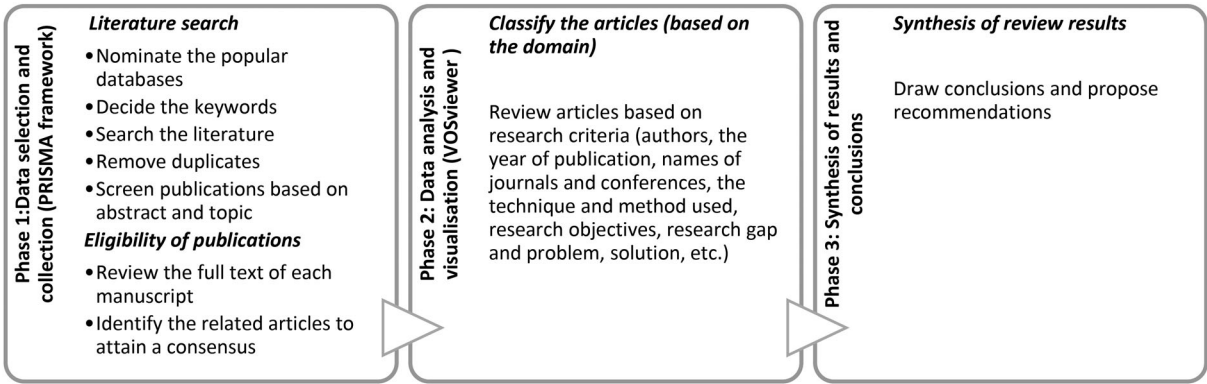 Phase 1:Data selection and
collection (PRISMA framework)
Literature search
•Nominate the popular
databases
•Decide the keywords
•Search the literature
•Remove duplicates
•Screen publications based on
abstract and topic
Eligibility of publications
•Review the full text of each
manuscript
•Identify the related articles to
attain a consensus
Phase 2: Data analysis and
visualisation (VOSviewer )
Classify the articles (based on
the domain)
Review articles based on
research criteria (authors, the
year of publication, names of
journals and conferences, the
technique and method used,
research objectives, research gap
and problem, solution, etc.)
Phase 3: Synthesis of results and
conclusions
Synthesis of review results
Draw conclusions and propose
recommendations